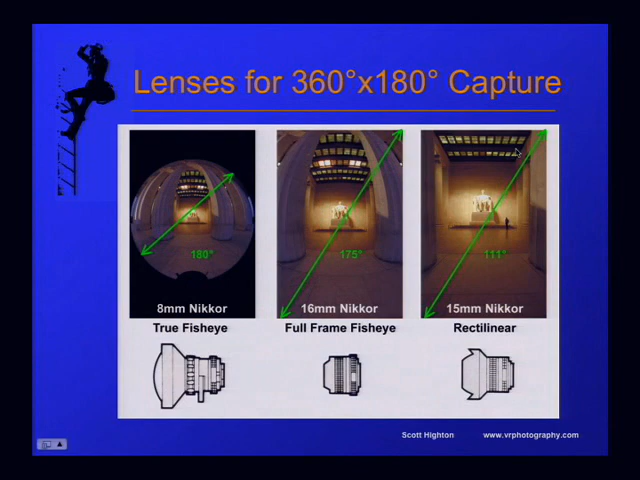 Lenses for 360°x180° Capture
180°
175°
111°
8mm Nikkor
16mm Nikkor
15mm Nikkor
True Fisheye
Full Frame Fisheye
Rectilinear
Scott Highton
www.vrphotography.com